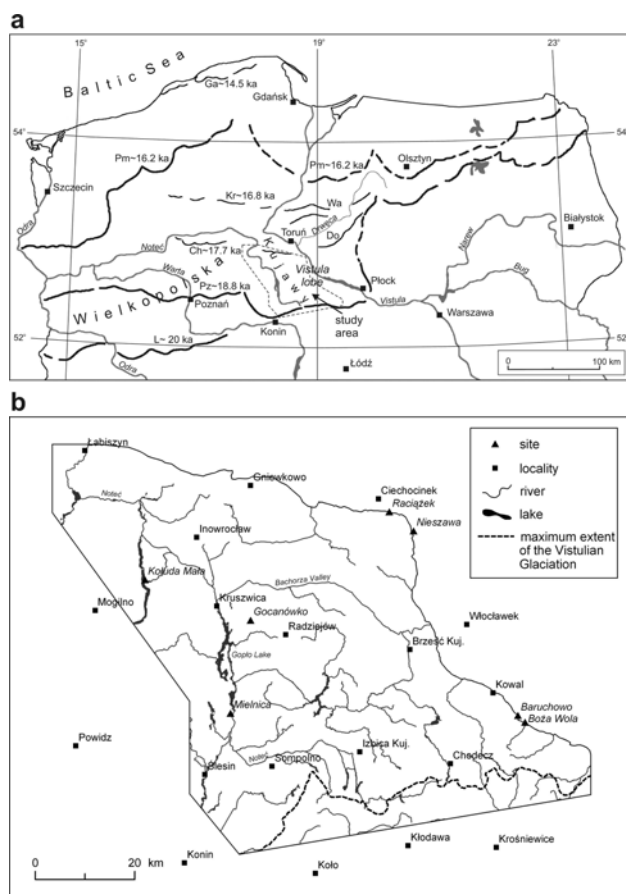 a
15°
19°
23°
Baltic Sea
Ga~14.5 ka
Gdańsk
54°
54°
Pm~16.2 ka
Pm~16.2 ka
Olsztyn
Szczecin
Kr~16.8 ka
Wa
Odra
Drwęca
Białystok
Toruń
Do
Noteć
Ch~17.7 ka
Kujawy
Narew
Vistula
lobe
Warta
Wielkopolska
Pz~18.8 ka
Płock
Bug
Poznań
Vistula
study
area
Warszawa
52°
Konin
52°
L~ 20 ka
Odra
Łódź
0 100 km
b
Łabiszyn
Gniewkowo
Ciechocinek
Raciążek
Nieszawa
Noteć
Inowrocław
Kołuda Mała
Bachorza Valley
Mogilno
Kruszwica
Gocanówko
Radziejów
Włocławek
Brześć Kuj.
Gopło Lake
Kowal
Mielnica
Baruchowo
Boża Wola
Powidz
Izbica Kuj.
Noteć
Sompolno
Chodecz
Ślesin
Kłodawa
Krośniewice
Konin
Koło
0 20 km
site
locality
river
lake
maximum extent
of the Vistulian
Glaciation